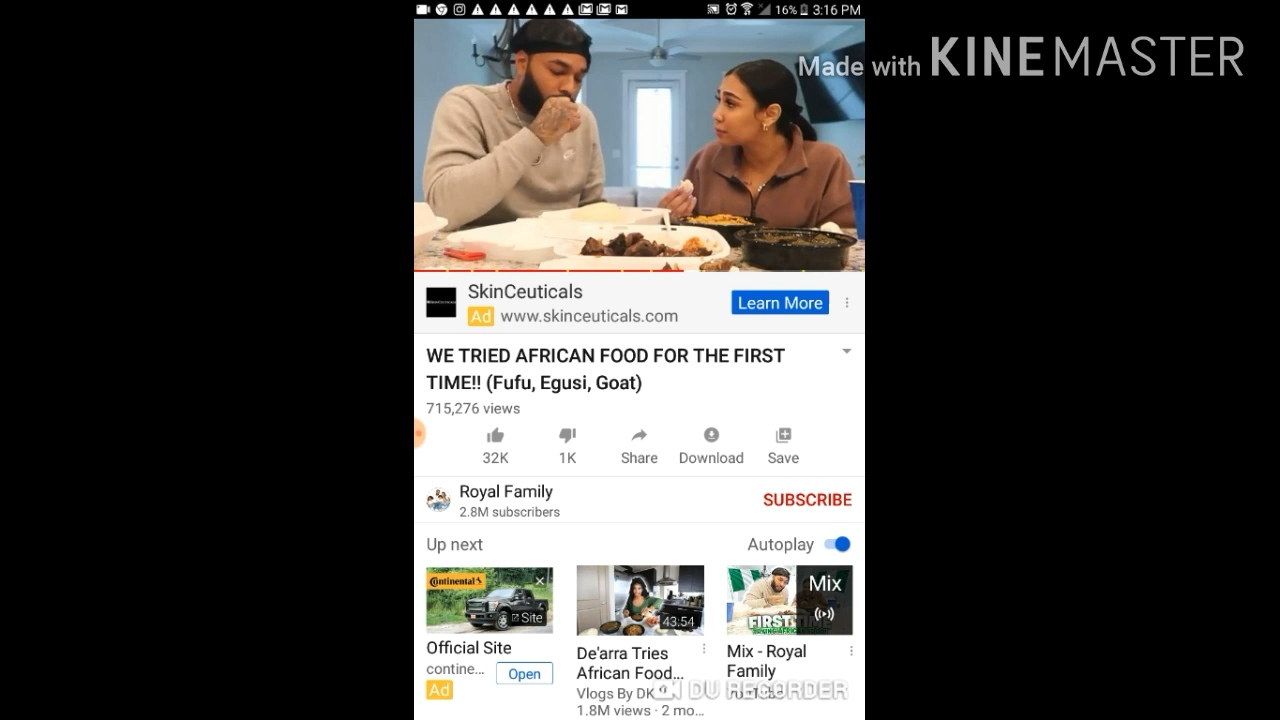 16% 3:16 PM
Made with KINEMASTER
SkinCeuticals
Ad www.skinceuticals.com
Learn More
WE TRIED AFRICAN FOOD FOR THE FIRST
TIME!! (Fufu, Egusi, Goat)
715,276 views
32K
1K
Share
Download
Save
Royal Family
2.8M subscribers
SUBSCRIBE
Up next
Autoplay
Continental
Site
Official Site
contine...
Ad
Open
43:54
De'arra Tries
African Food...
Vlogs By DK
1.8M views · 2 mo...
Mix
FIRST TIME
Mix - Royal
Family
YouTube
DU RECORDER